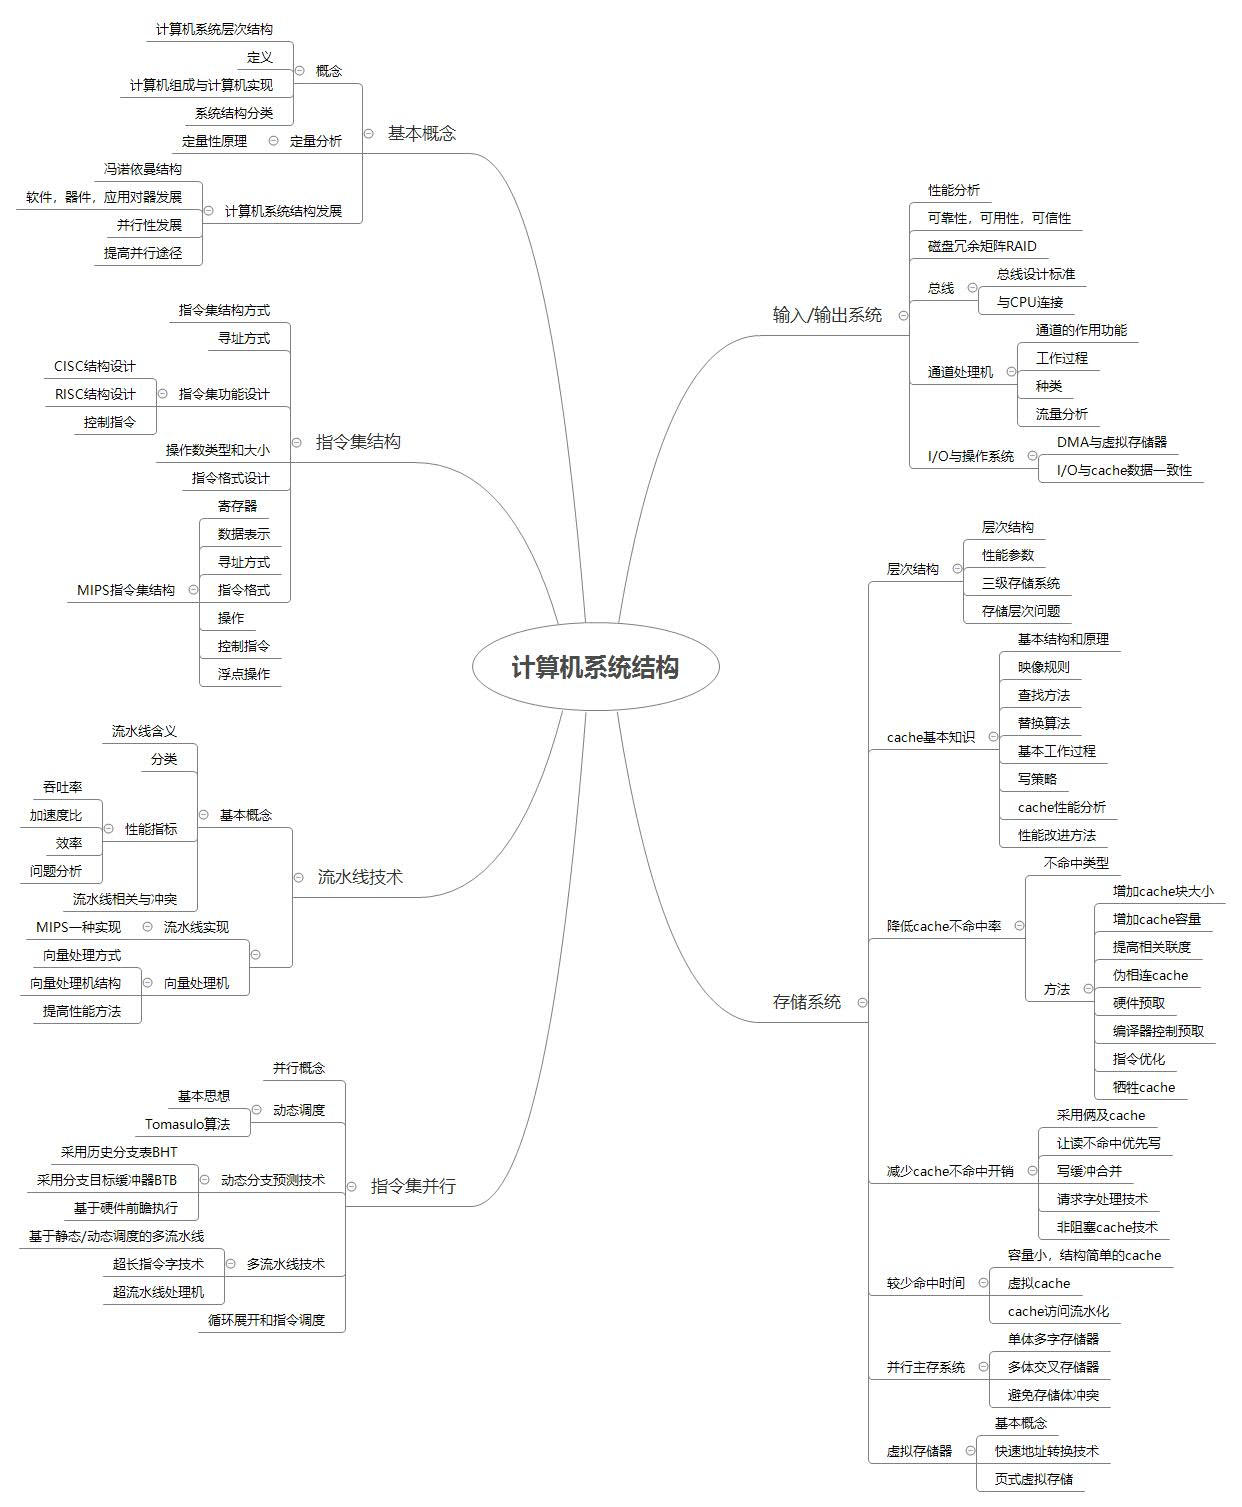 计算机系统结构
基本概念
概念
计算机系统层次结构
定义
计算机组成与计算机实现
系统结构分类
定量分析
定量性原理
计算机系统结构发展
冯诺依曼结构
软件，器件，应用对器发展
并行性发展
提高并行途径
指令集结构
指令集结构方式
寻址方式
指令集功能设计
CISC结构设计
RISC结构设计
控制指令
操作数类型和大小
指令格式设计
MIPS指令集结构
寄存器
数据表示
寻址方式
指令格式
操作
控制指令
浮点操作
流水线技术
基本概念
流水线含义
分类
性能指标
吞吐率
加速度比
效率
问题分析
流水线相关与冲突
流水线实现
MIPS一种实现
向量处理机
向量处理方式
向量处理机结构
提高性能方法
指令集并行
并行概念
动态调度
基本思想
Tomasulo算法
动态分支预测技术
采用历史分支表BHT
采用分支目标缓冲器BTB
基于硬件前瞻执行
多流水线技术
基于静态/动态调度的多流水线
超长指令字技术
超流水线处理机
循环展开和指令调度
输入/输出系统
性能分析
可靠性，可用性，可信性
磁盘冗余矩阵RAID
总线
总线设计标准
与CPU连接
通道处理机
通道的作用功能
工作过程
种类
流量分析
I/O与操作系统
DMA与虚拟存储器
I/O与cache数据一致性
存储系统
层次结构
层次结构
性能参数
三级存储系统
存储层次问题
cache基本知识
基本结构和原理
映像规则
查找方法
替换算法
基本工作过程
写策略
cache性能分析
性能改进方法
降低cache不命中率
不命中类型
方法
增加cache块大小
增加cache容量
提高相关联度
伪相连cache
硬件预取
编译器控制预取
指令优化
牺牲cache
减少cache不命中开销
采用俩及cache
让读不命中优先写
写缓冲合并
请求字处理技术
非阻塞cache技术
较少命中时间
容量小，结构简单的cache
虚拟cache
cache访问流水化
并行主存系统
单体多字存储器
多体交叉存储器
避免存储体冲突
虚拟存储器
基本概念
快速地址转换技术
页式虚拟存储